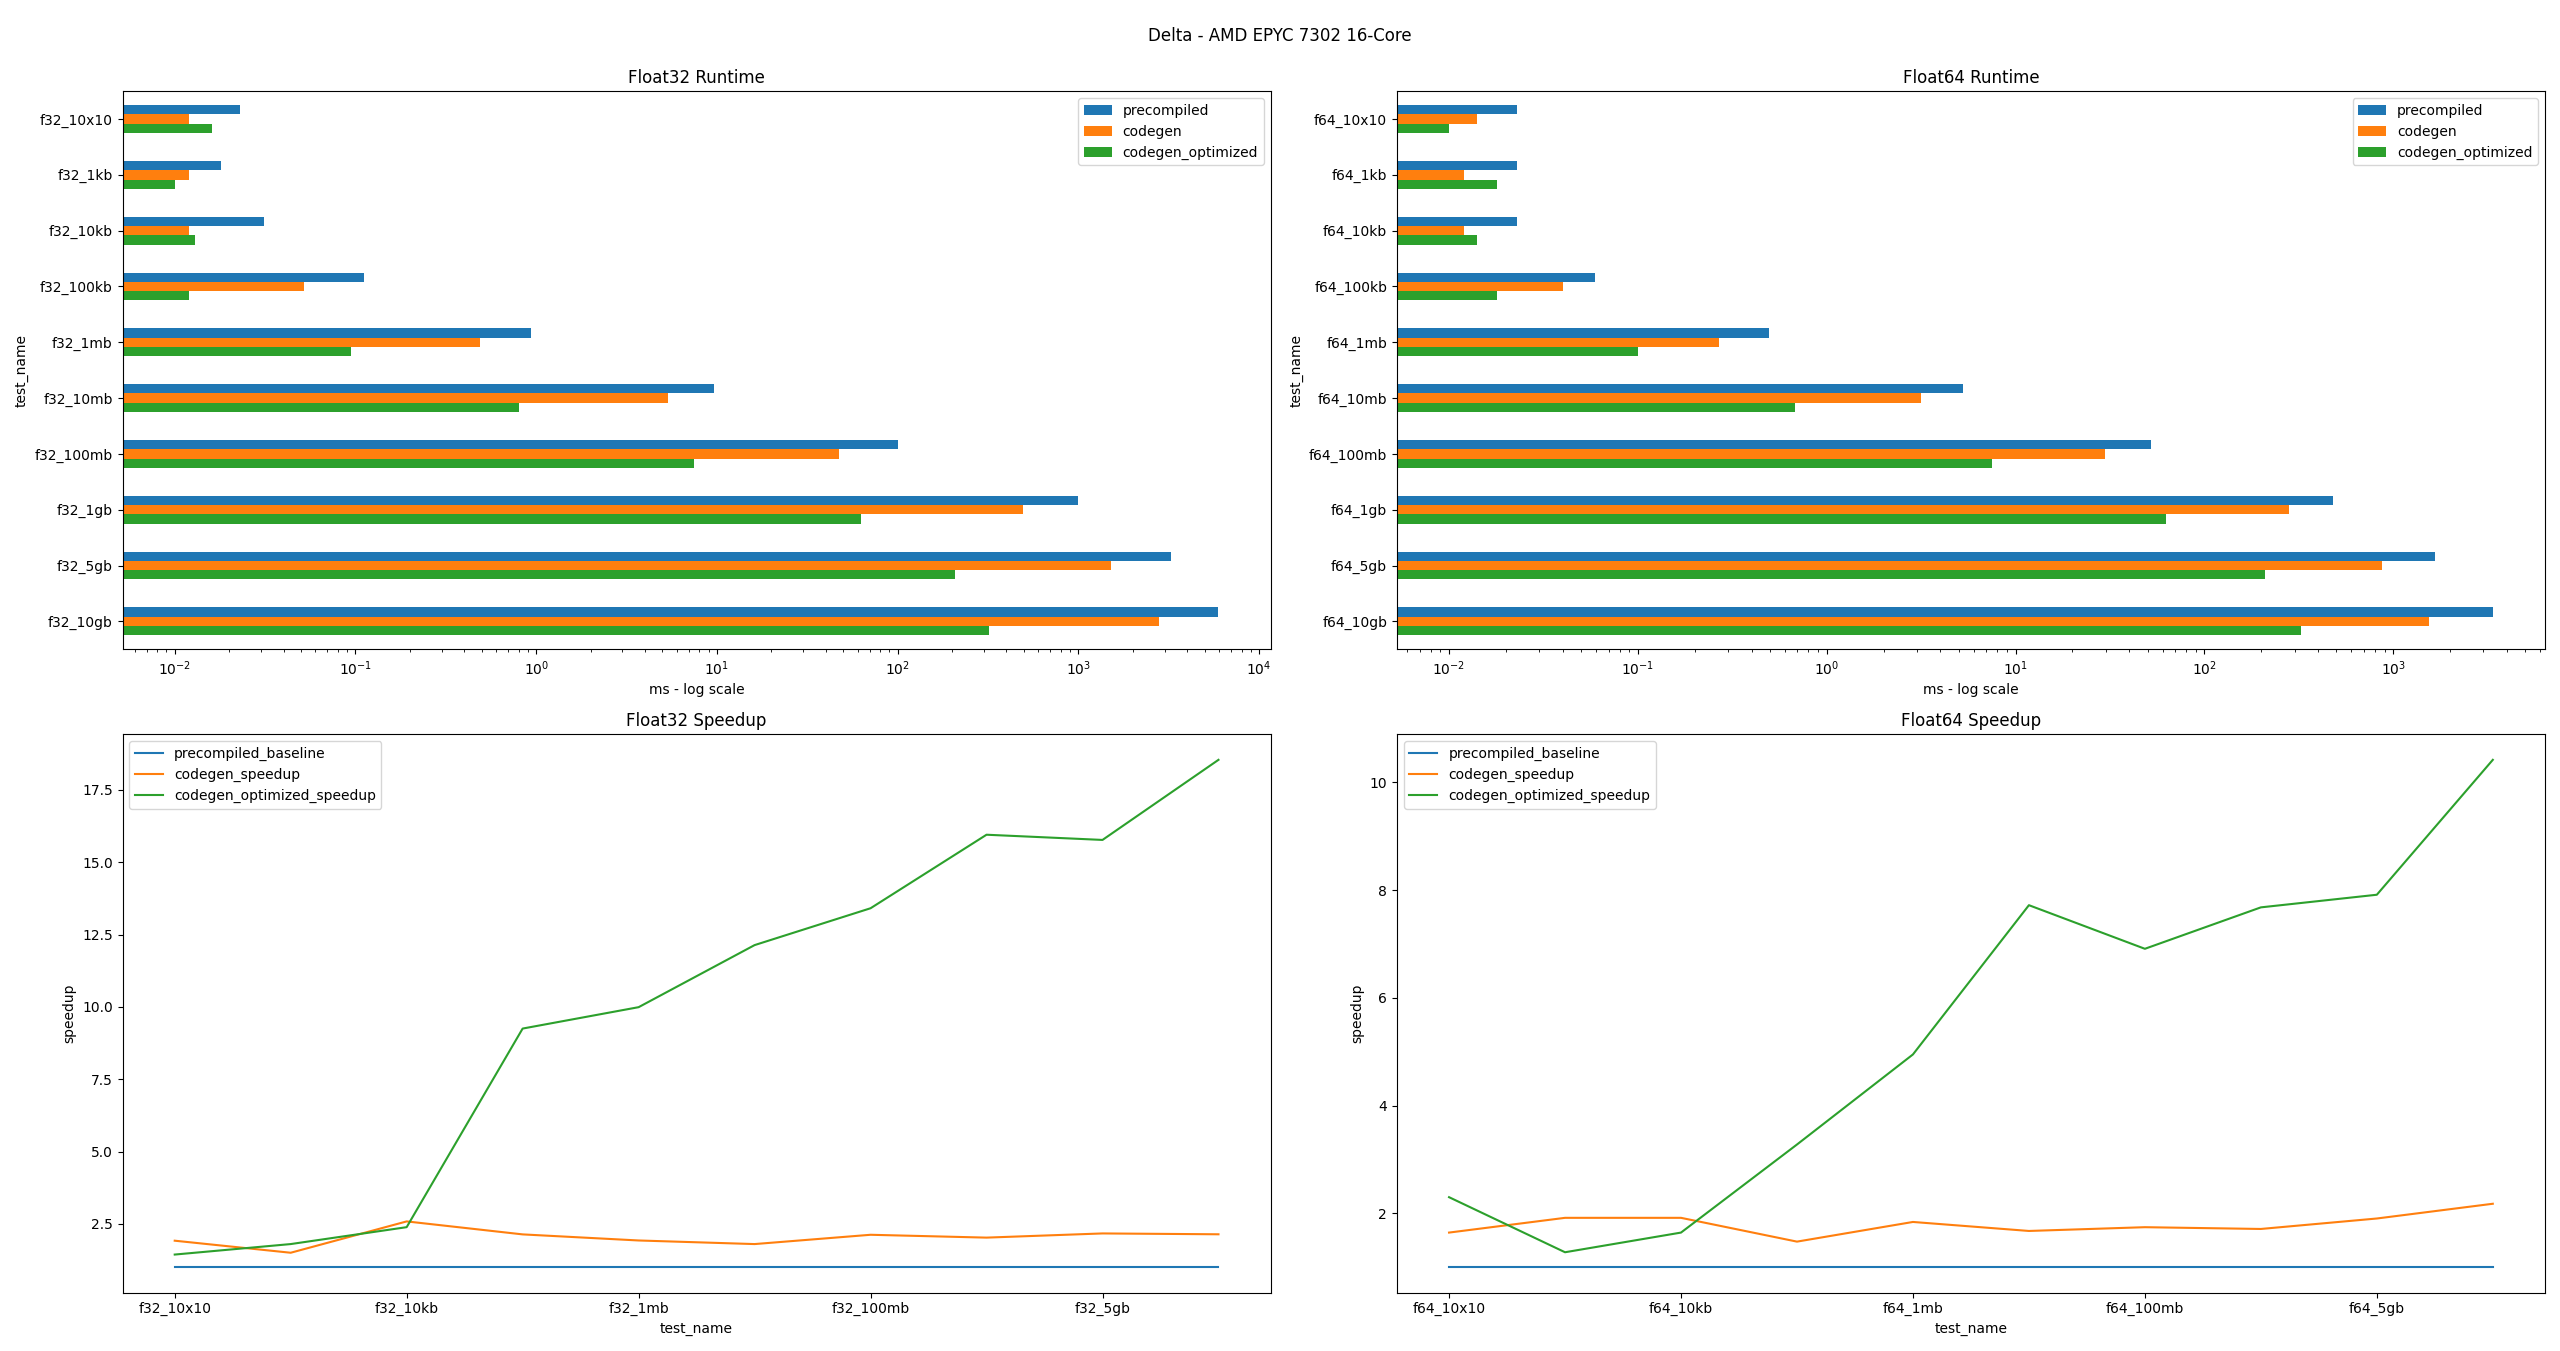 Delta - AMD EPYC 7302 16-Core
Float32 Runtime
precompiled
codegen
codegen_optimized
test_name
f32_10x10
f32_1kb
f32_10kb
f32_100kb
f32_1mb
f32_10mb
f32_100mb
f32_1gb
f32_5gb
f32_10gb
10⁻² 10⁻¹ 10⁰ 10¹ 10² 10³ 10⁴
ms - log scale
Float64 Runtime
precompiled
codegen
codegen_optimized
test_name
f64_10x10
f64_1kb
f64_10kb
f64_100kb
f64_1mb
f64_10mb
f64_100mb
f64_1gb
f64_5gb
f64_10gb
10⁻² 10⁻¹ 10⁰ 10¹ 10² 10³
ms - log scale
Float32 Speedup
precompiled_baseline
codegen_speedup
codegen_optimized_speedup
speedup
17.5
15.0
12.5
10.0
7.5
5.0
2.5
f32_10x10 f32_10kb f32_1mb f32_100mb f32_5gb
test_name
Float64 Speedup
precompiled_baseline
codegen_speedup
codegen_optimized_speedup
speedup
10
8
6
4
2
f64_10x10 f64_10kb f64_1mb f64_100mb f64_5gb
test_name